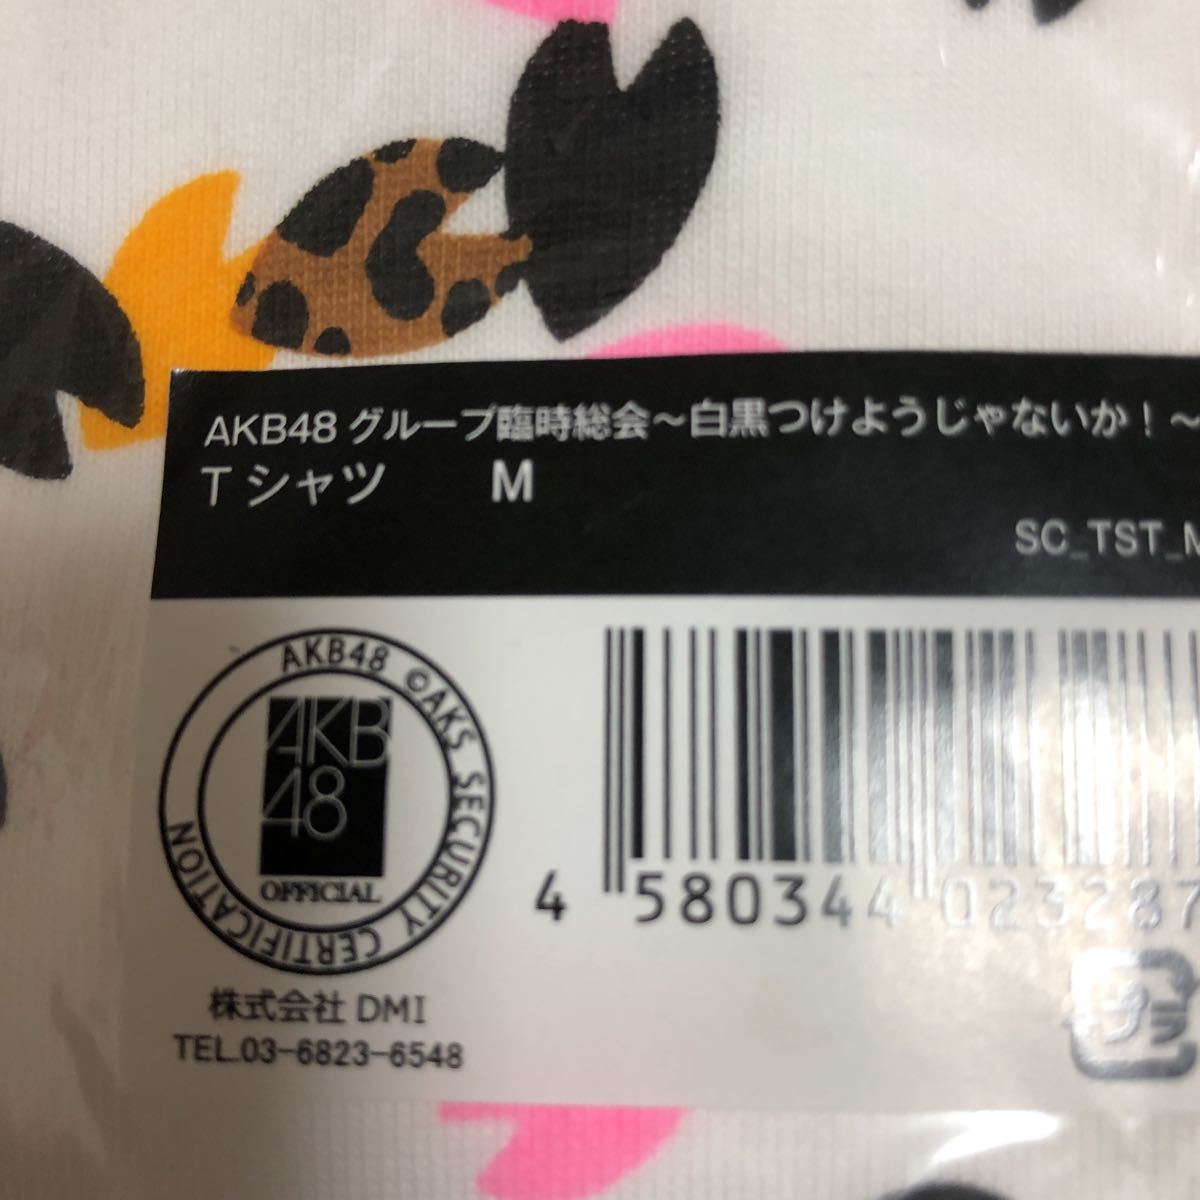 AKB48 グループ臨時総会～白黒つけようじゃないか！～
Tシャツ M
SC_TST_M
AKB48 ©AKS SECURITY CERTIFICATION
AKB
48
OFFICIAL
4 580344 023287
株式会社 DMI
TEL.03-6823-6548
プラ